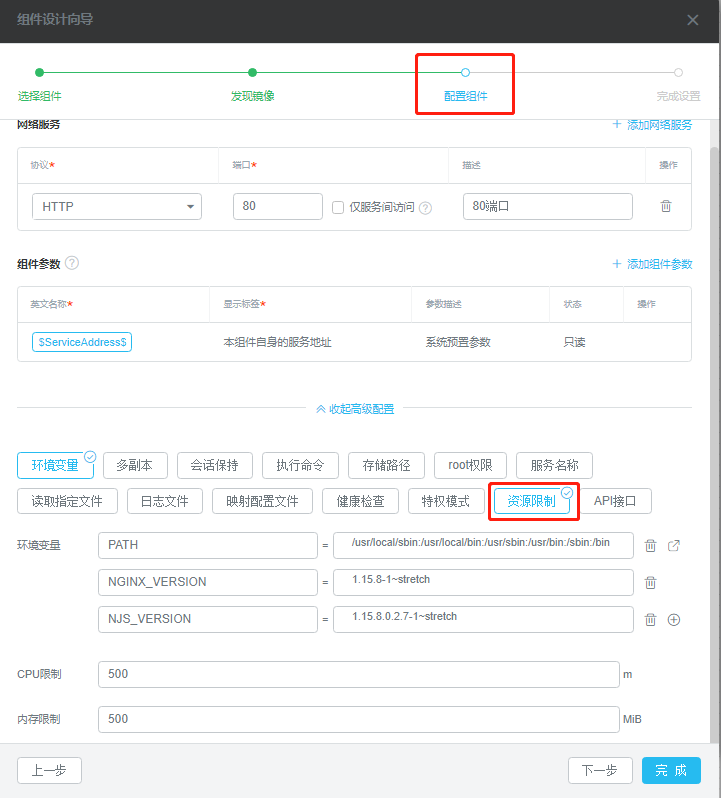 组件设计向导
选择组件 发现镜像 配置组件 完成设置
网络服务 添加网络服务
协议* 端口* 描述 操作
HTTP 80 仅服务间访问 ? 80端口
组件参数 ? 添加组件参数
英文名称* 显示标签* 参数描述 状态 操作
$ServiceAddress$ 本组件自身的服务地址 系统预置参数 只读
收起高级配置
环境变量 多副本 会话保持 执行命令 存储路径 root权限 服务名称
读取指定文件 日志文件 映射配置文件 健康检查 特权模式 资源限制 API接口
环境变量 PATH = /usr/local/sbin:/usr/local/bin:/usr/sbin:/usr/bin:/sbin:/bin
NGINX_VERSION = 1.15.8-1~stretch
NJS_VERSION = 1.15.8.0.2.7-1~stretch
CPU限制 500 m
内存限制 500 MiB
上一步 下一步 完 成